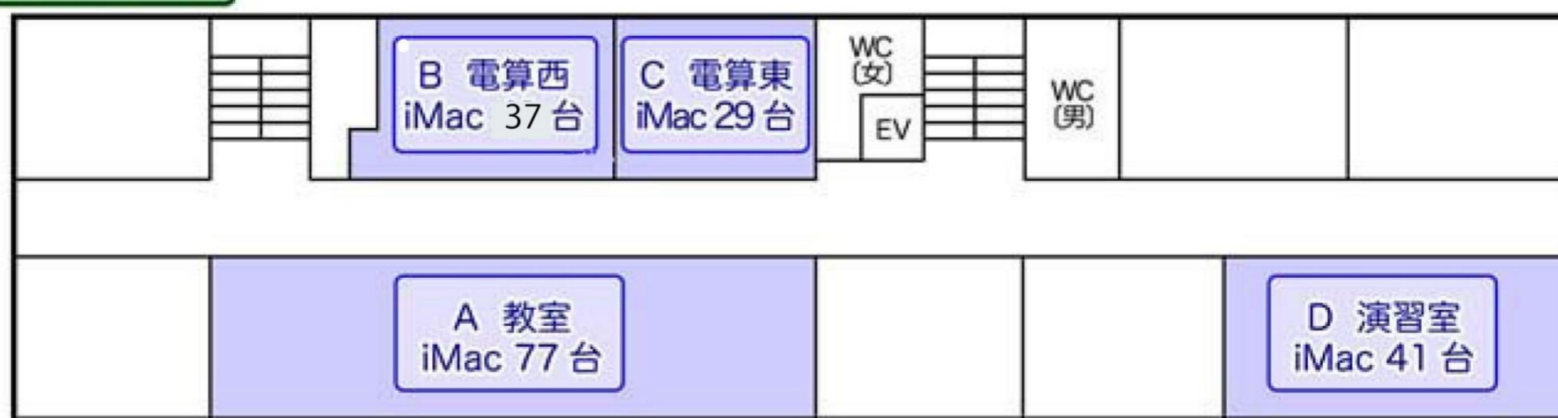 B 電算西
iMac 37 台
C 電算東
iMac 29 台
WC
(女)
EV
WC
(男)
A 教室
iMac 77 台
D 演習室
iMac 41 台